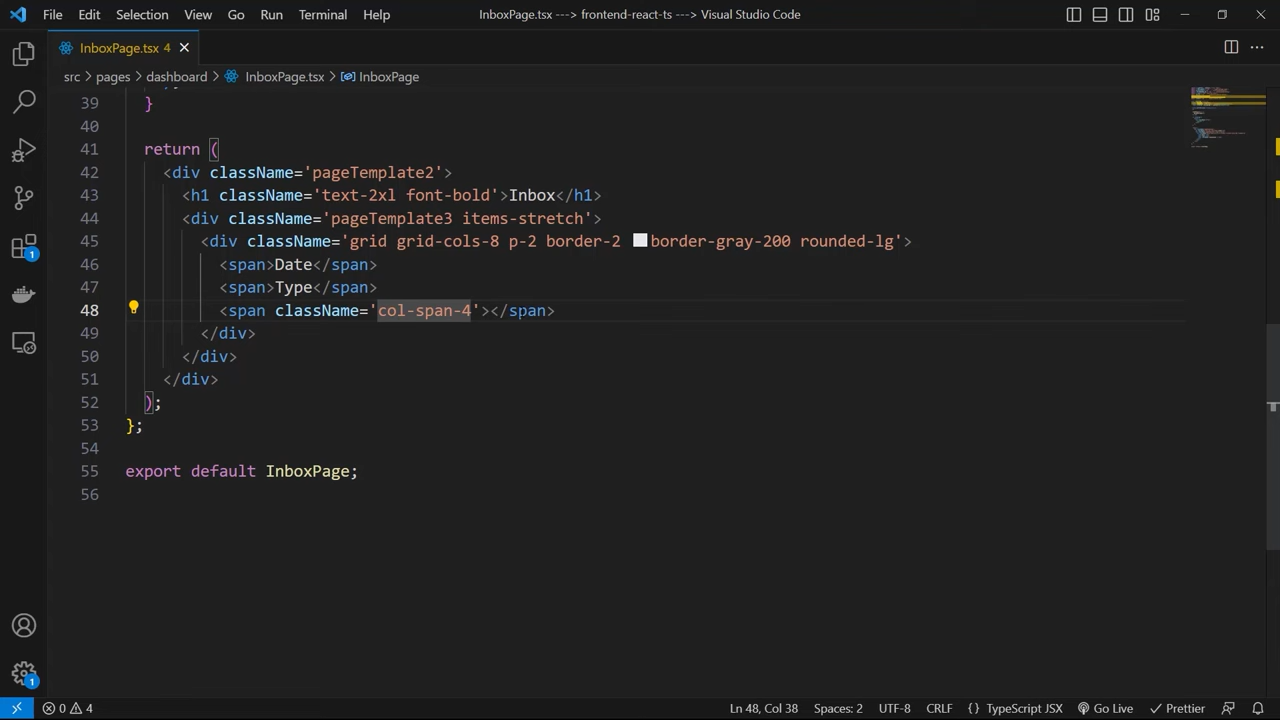 File Edit Selection View Go Run Terminal Help InboxPage.tsx ---> frontend-react-ts ---> Visual Studio Code
InboxPage.tsx 4
src > pages > dashboard > InboxPage.tsx > InboxPage
39 }
40
41 return (
42 <div className='pageTemplate2'>
43 <h1 className='text-2xl font-bold'>Inbox</h1>
44 <div className='pageTemplate3 items-stretch'>
45 <div className='grid grid-cols-8 p-2 border-2 border-gray-200 rounded-lg'>
46 <span>Date</span>
47 <span>Type</span>
48 <span className='col-span-4'></span>
49 </div>
50 </div>
51 </div>
52 );
53 };
54
55 export default InboxPage;
56
1
1
0 4 Ln 48, Col 38 Spaces: 2 UTF-8 CRLF {} TypeScript JSX Go Live Prettier